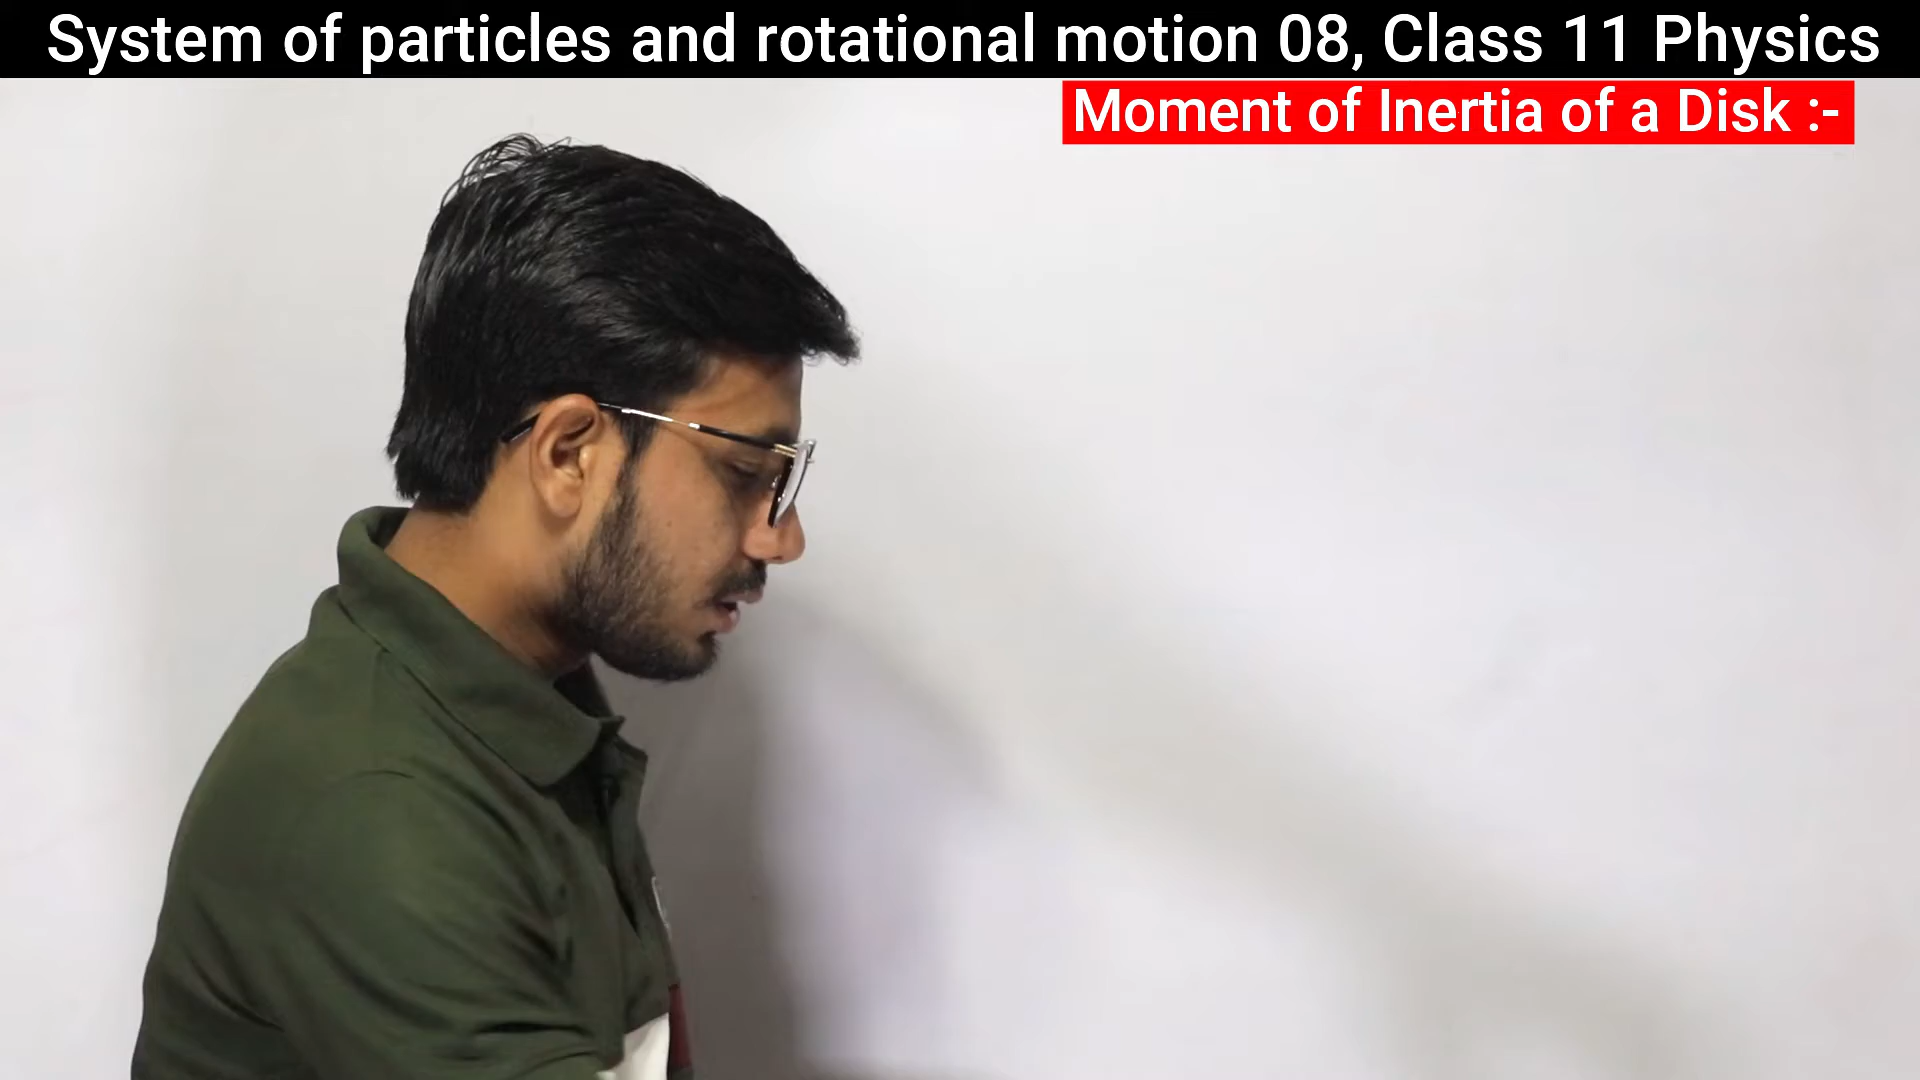 System of particles and rotational motion 08, Class 11 Physics
Moment of Inertia of a Disk :-